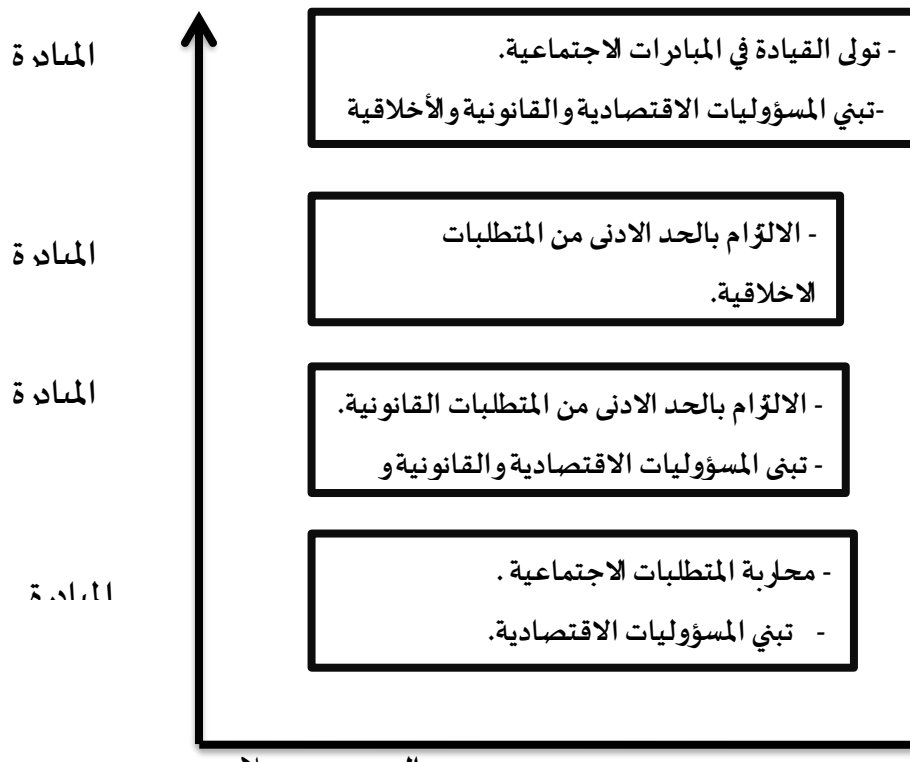 المبادرة
- تولى القيادة في المبادرات الاجتماعية.
-تبني المسؤوليات الاقتصادية والقانونية والأخلاقية
المبادرة
- الالتزام بالحد الادنى من المتطلبات
الاخلاقية.
المبادرة
- الالتزام بالحد الادنى من المتطلبات القانونية.
- تبنى المسؤوليات الاقتصادية والقانونية و
المبادرة
- محاربة المتطلبات الاجتماعية .
- تبني المسؤوليات الاقتصادية.